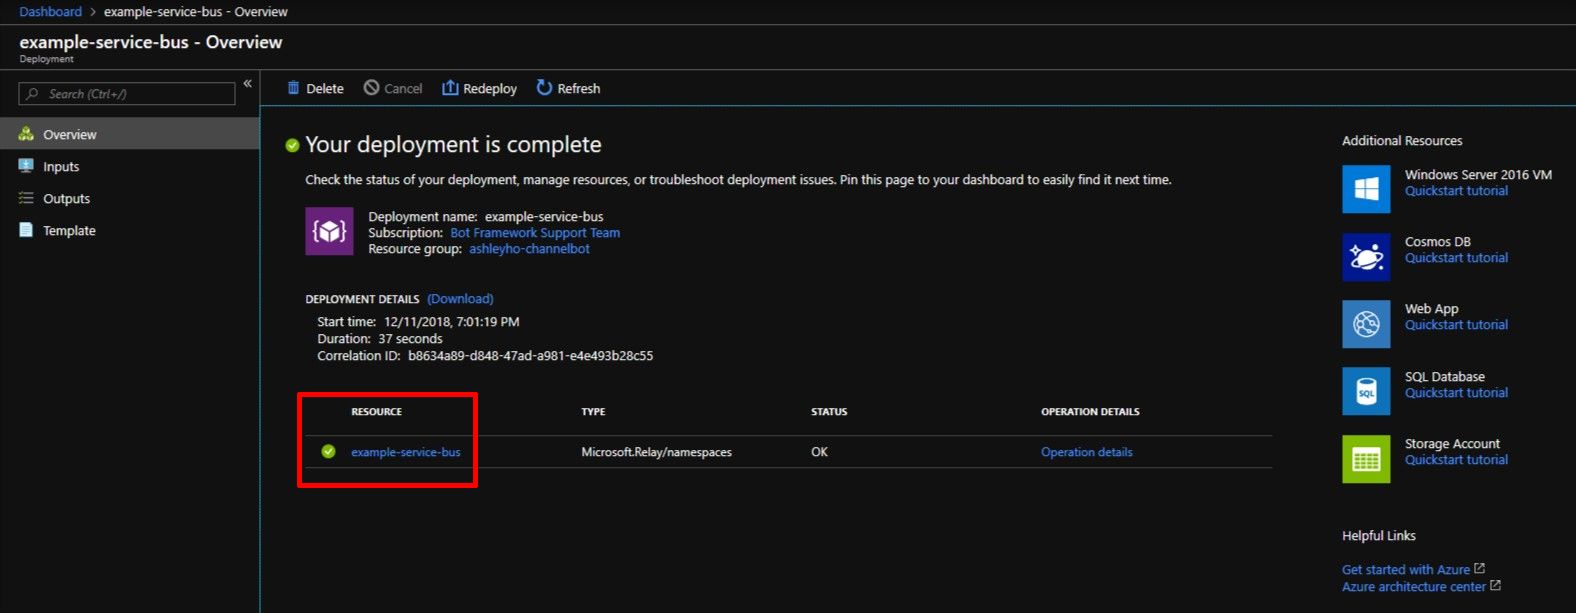 Dashboard > example-service-bus - Overview
example-service-bus - Overview
Deployment
Search (Ctrl+/)
«
Overview
Inputs
Outputs
Template
Delete
Cancel
Redeploy
Refresh
Your deployment is complete
Check the status of your deployment, manage resources, or troubleshoot deployment issues. Pin this page to your dashboard to easily find it next time.
Deployment name: example-service-bus
Subscription: Bot Framework Support Team
Resource group: ashleyho-channelbot
DEPLOYMENT DETAILS (Download)
Start time: 12/11/2018, 7:01:19 PM
Duration: 37 seconds
Correlation ID: b8634a89-d848-47ad-a981-e4e493b28c55
RESOURCE TYPE STATUS OPERATION DETAILS
example-service-bus Microsoft.Relay/namespaces OK Operation details
Additional Resources
Windows Server 2016 VM
Quickstart tutorial
Cosmos DB
Quickstart tutorial
Web App
Quickstart tutorial
SQL
SQL Database
Quickstart tutorial
Storage Account
Quickstart tutorial
Helpful Links
Get started with Azure
Azure architecture center